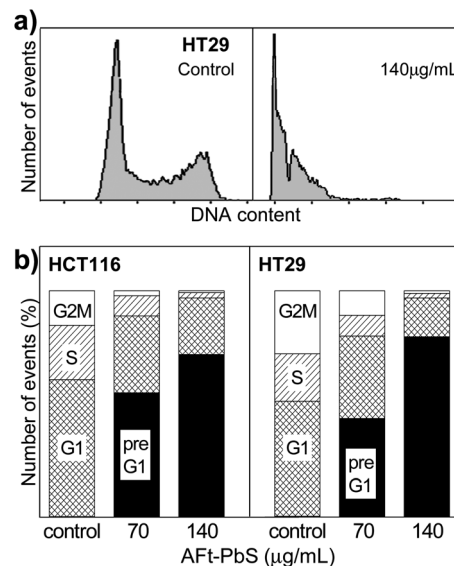 a)
HT29
Control
140µg/mL
Number of events
DNA content
b)
HCT116
HT29
G2M
S
G1
pre
G1
G2M
S
G1
pre
G1
Number of events (%)
control 70 140 control 70 140
AFt-PbS (µg/mL)